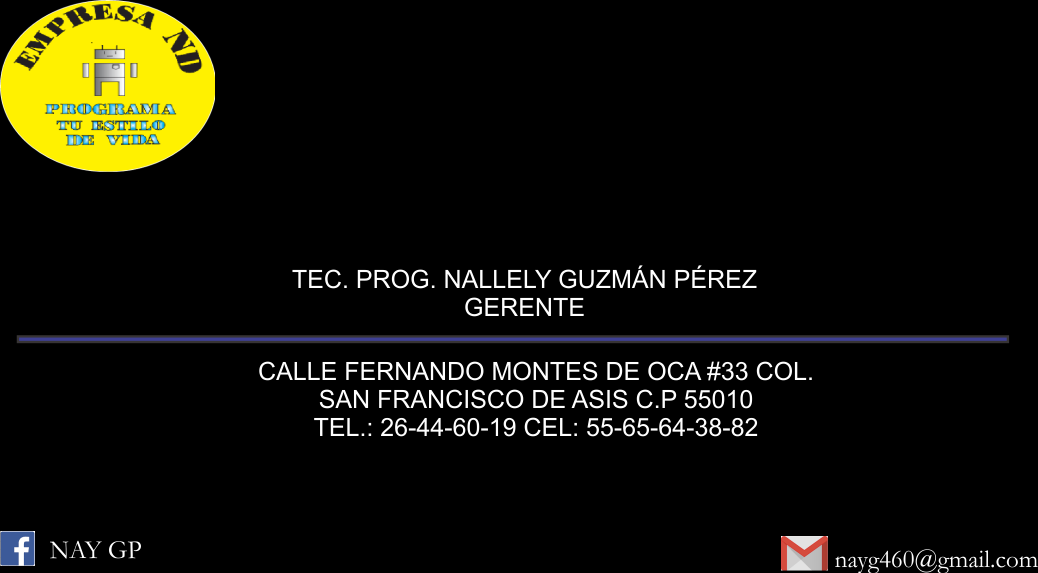 EMPRESA ND
PROGRAMA
TU ESTILO
DE VIDA
TEC. PROG. NALLELY GUZMÁN PÉREZ
GERENTE
CALLE FERNANDO MONTES DE OCA #33 COL.
SAN FRANCISCO DE ASIS C.P 55010
TEL.: 26-44-60-19 CEL: 55-65-64-38-82
f NAY GP
nayg460@gmail.com